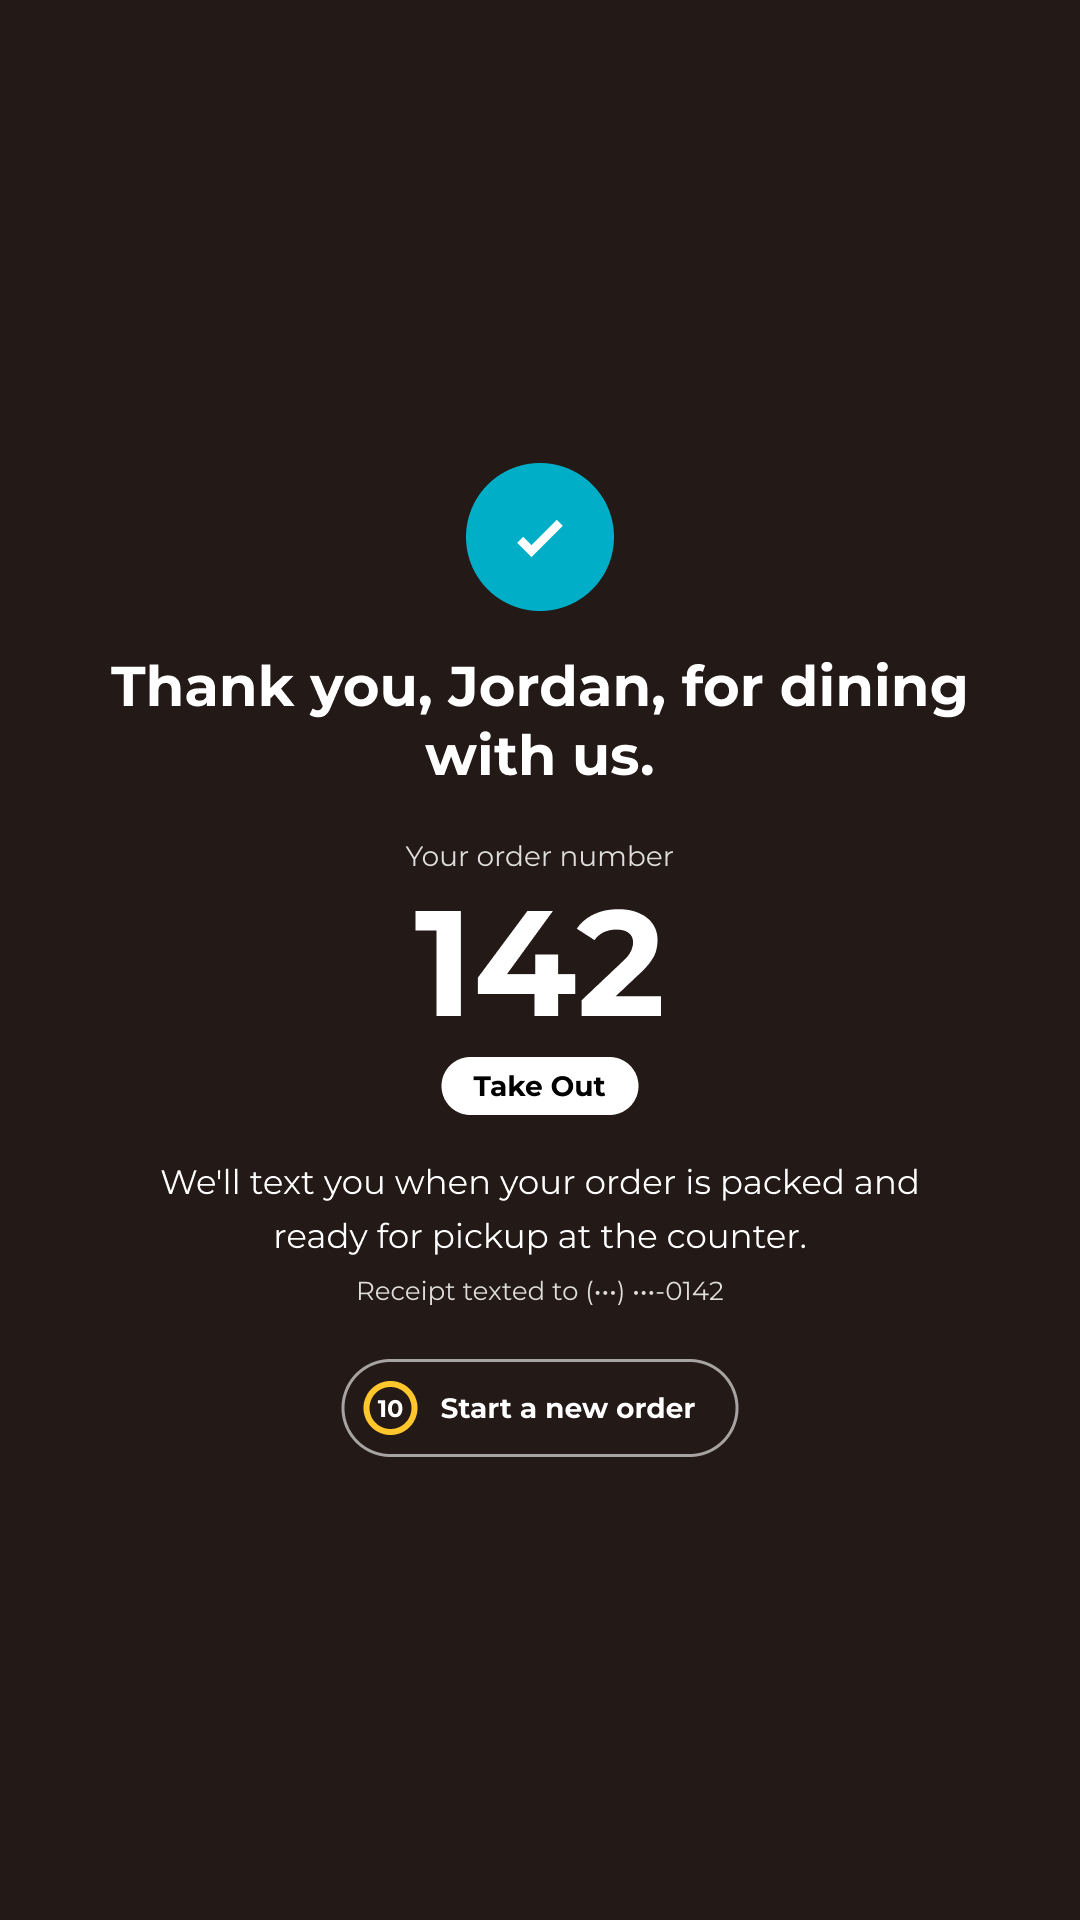 Thank you, Jordan, for dining
with us.
Your order number
142
Take Out
We'll text you when your order is packed and
ready for pickup at the counter.
Receipt texted to (•••) •••-0142
10 Start a new order